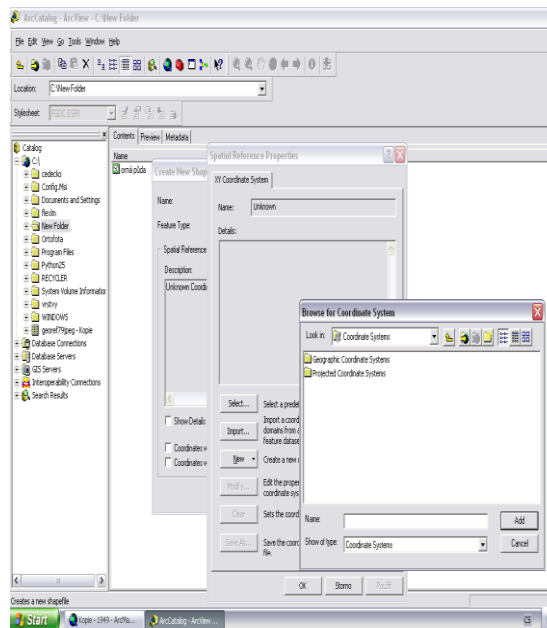 ArcCatalog - ArcView - C:\New Folder
File Edit View Go Tools Window Help
Location: C:\New Folder
Stylesheet: FGDC ESRI
Contents Preview Metadata
Catalog
C:\
cedecko
Config.Msi
Documents and Settings
flexlm
New Folder
Ortofota
Program Files
Python25
RECYCLER
System Volume Information
vrstvy
WINDOWS
georef79jpeg - Kopie
Database Connections
Database Servers
GIS Servers
Interoperability Connections
Search Results
Name
orná půda
Create New Shap
Name:
Feature Type:
Spatial Reference
Description:
Unknown Coordi
Show Details
Coordinates w
Coordinates w
Spatial Reference Properties
XY Coordinate System
Name: Unknown
Details:
Select... Select a predef
Import... Import a coord
domains from a
feature datase
New Create a new c
Modify... Edit the proper
coordinate sys
Clear Sets the coord
Save As... Save the coord
file.
OK Storno Použít
Browse for Coordinate System
Look in: Coordinate Systems
Geographic Coordinate Systems
Projected Coordinate Systems
Name: Add
Show of type: Coordinate Systems Cancel
Creates a new shapefile
Start Kopie - 1949 - ArcMa... ArcCatalog - ArcView ... CS